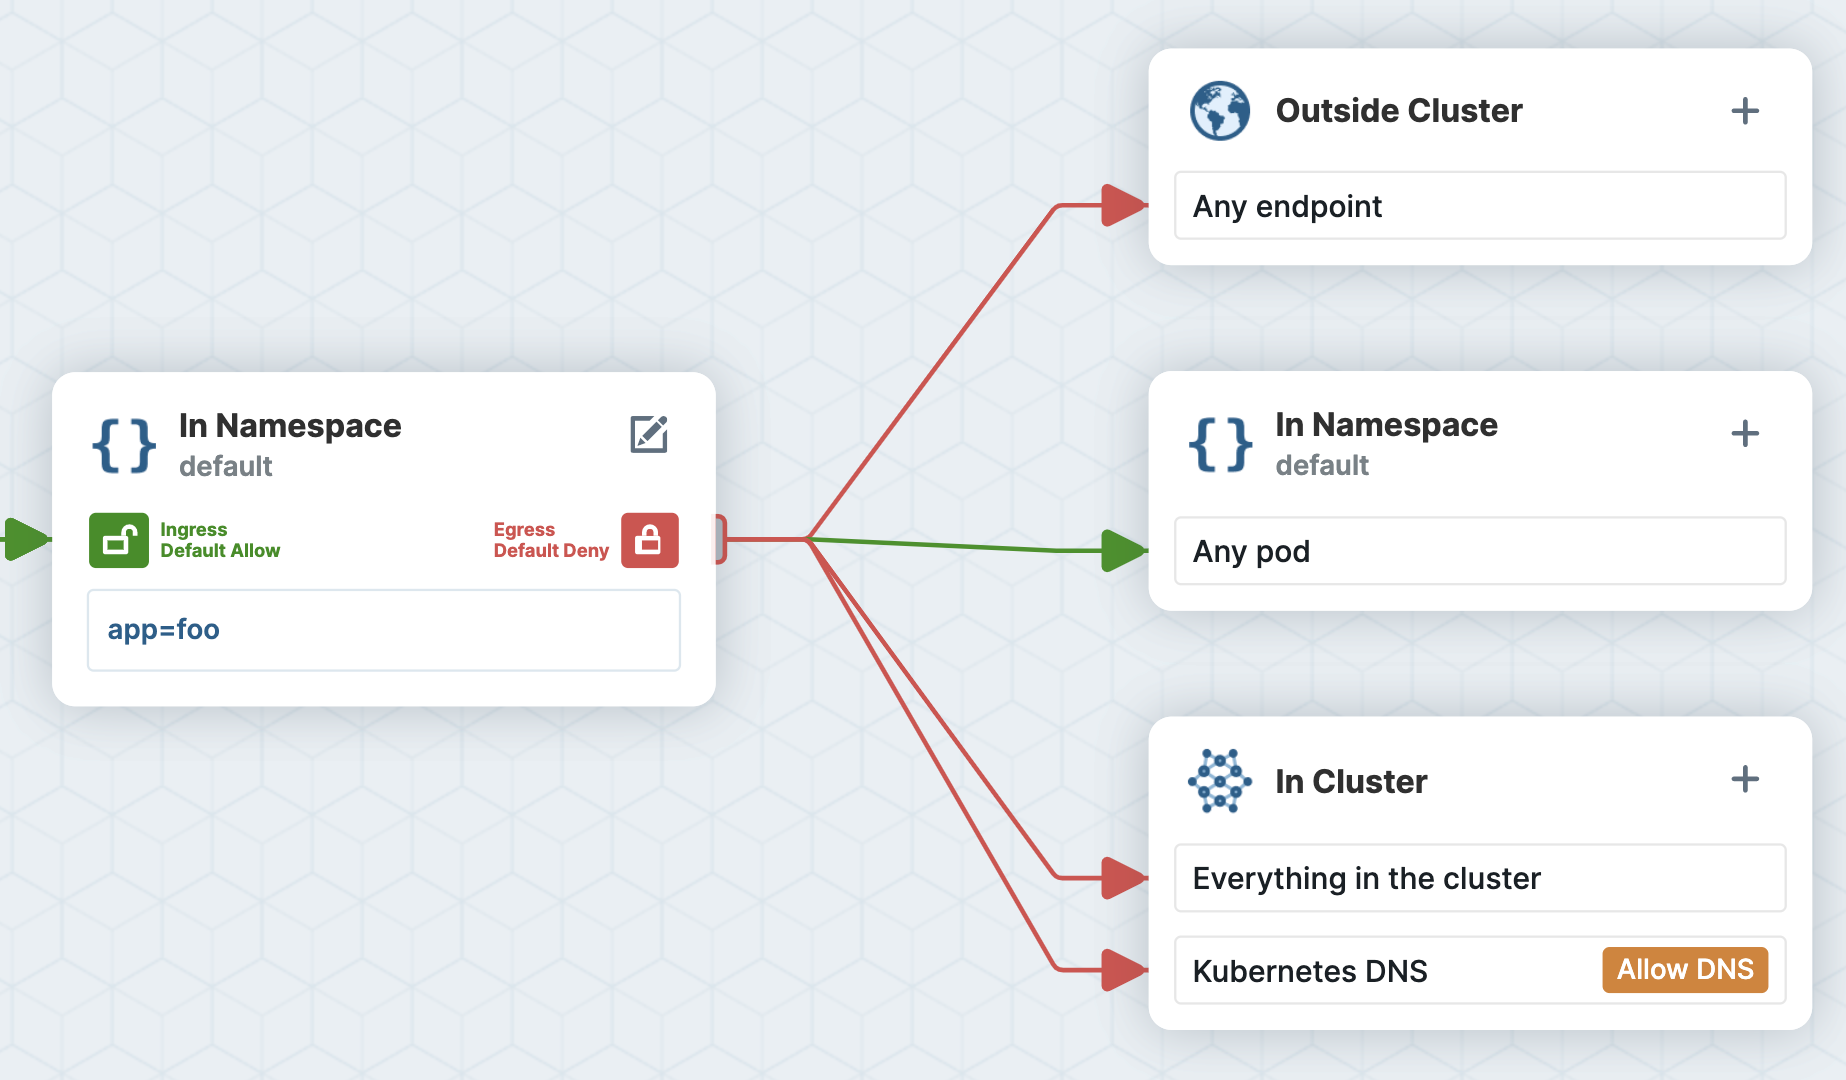 In Namespace
default
Ingress
Default Allow
Egress
Default Deny
app=foo
Outside Cluster
Any endpoint
In Namespace
default
Any pod
In Cluster
Everything in the cluster
Kubernetes DNS
Allow DNS